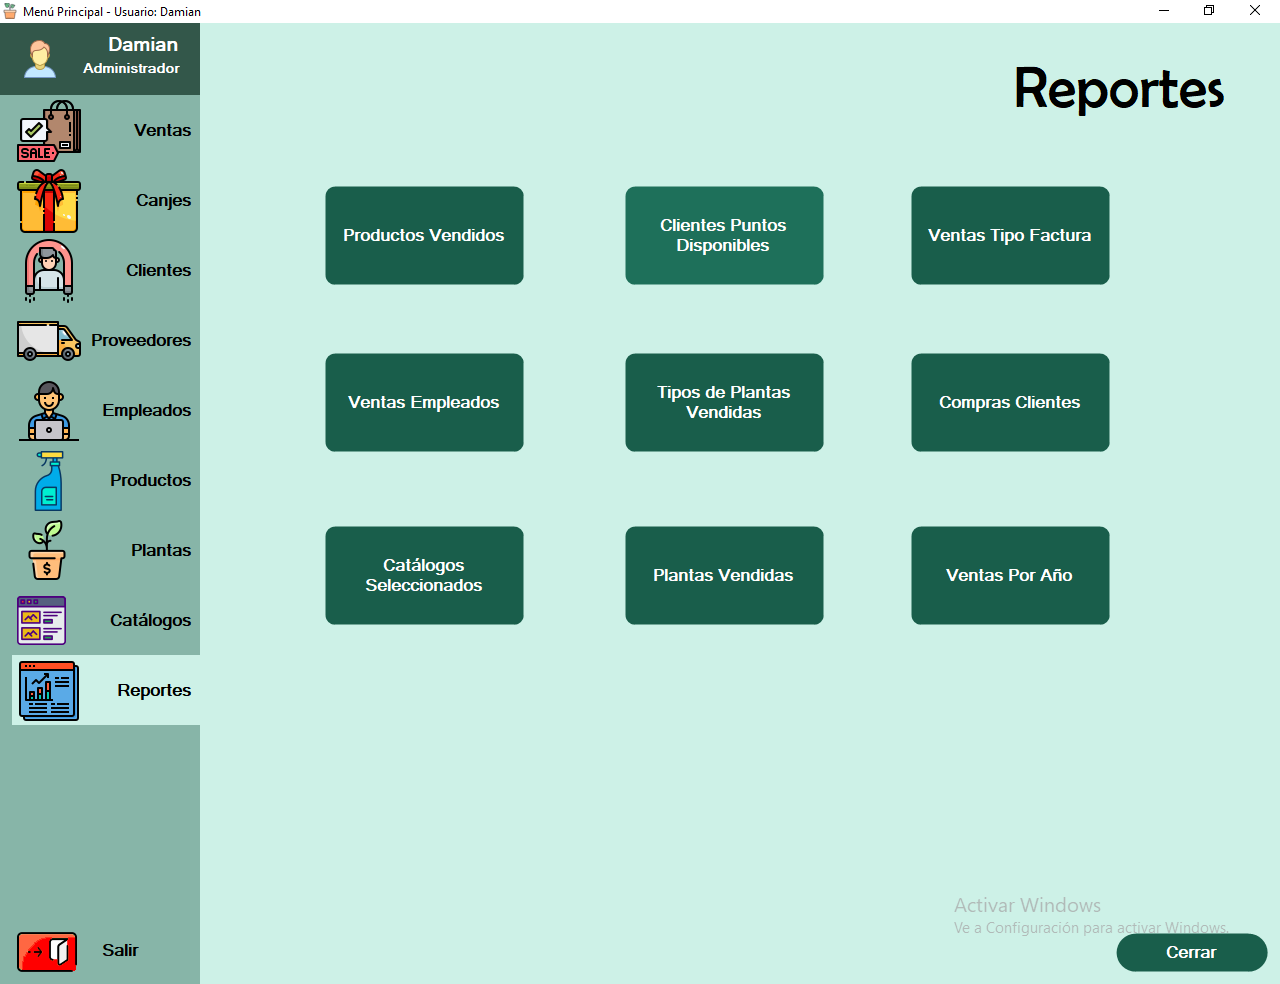 Menú Principal - Usuario: Damian
Damian
Administrador
Ventas
SALE
Canjes
Clientes
Proveedores
Empleados
Productos
Plantas
$
Catálogos
Reportes
Salir
Reportes
Productos Vendidos
Clientes Puntos
Disponibles
Ventas Tipo Factura
Ventas Empleados
Tipos de Plantas
Vendidas
Compras Clientes
Catálogos
Seleccionados
Plantas Vendidas
Ventas Por Año
Activar Windows
Ve a Configuración para activar Windows.
Cerrar